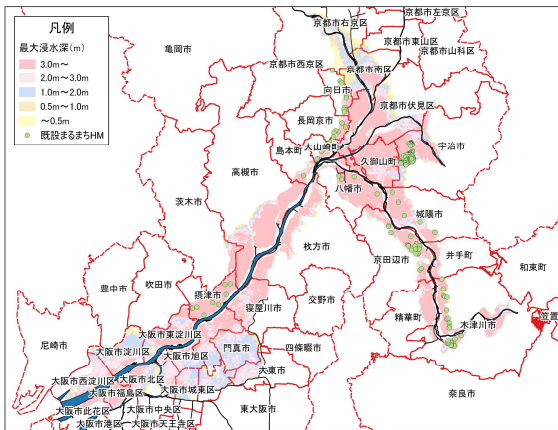 凡例
最大浸水深(m)
3.0m～
2.0m～3.0m
1.0m～2.0m
0.5m～1.0m
～0.5m
既設まるまちHM
京都市左京区
京都市右京区
京都市東山区
京都市山科区
亀岡市
京都市西京区
京都市南区
向日市
京都市伏見区
長岡京市
宇治市
島本町
大山崎町
久御山町
高槻市
八幡市
茨木市
城陽市
枚方市
京田辺市
井手町
和束町
豊中市
吹田市
摂津市
交野市
寝屋川市
精華町
木津川市
笠置
尼崎市
大阪市東淀川区
大阪市淀川区
大阪市旭区
門真市
四條畷市
大東市
大阪市西淀川区
大阪市北区
大阪市城東区
大阪市福島区
奈良市
大阪市此花区
大阪市中央区
東大阪市
大阪市港区
大阪市天王寺区